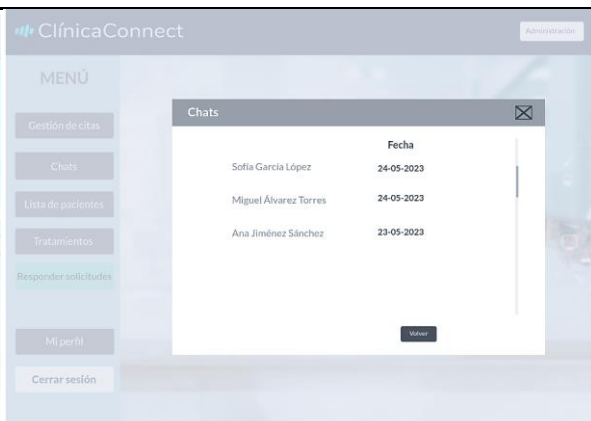 ClínicaConnect
Administración
MENÚ
Gestión de citas
Chats
Lista de pacientes
Tratamientos
Responder solicitudes
Mi perfil
Cerrar sesión
Chats
Fecha
Sofía García López 24-05-2023
Miguel Álvarez Torres 24-05-2023
Ana Jiménez Sánchez 23-05-2023
Volver